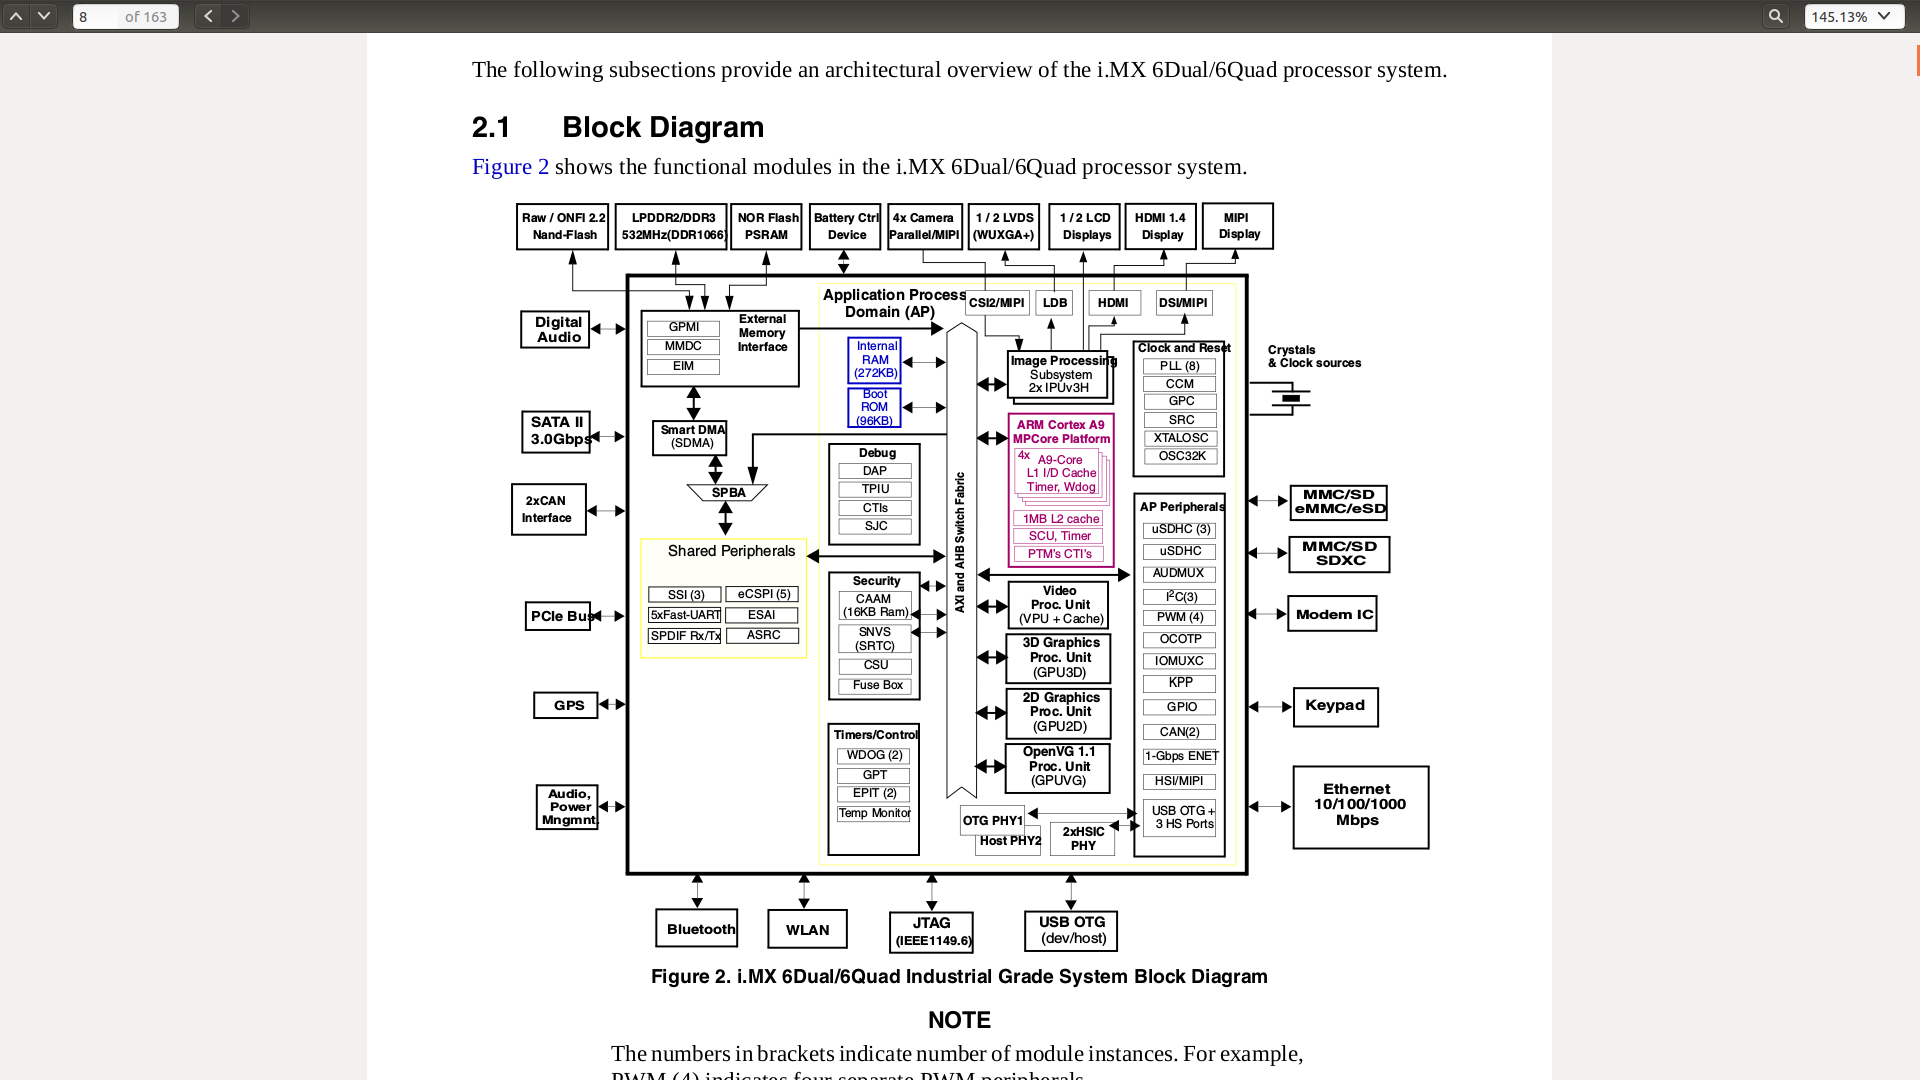 8 of 163
145.13%
The following subsections provide an architectural overview of the i.MX 6Dual/6Quad processor system.
2.1 Block Diagram
Figure 2 shows the functional modules in the i.MX 6Dual/6Quad processor system.
Raw / ONFI 2.2
Nand-Flash
LPDDR2/DDR3
532MHz(DDR1066)
NOR Flash
PSRAM
Battery Ctrl
Device
4x Camera
Parallel/MIPI
1 / 2 LVDS
(WUXGA+)
1 / 2 LCD
Displays
HDMI 1.4
Display
MIPI
Display
Digital
Audio
SATA II
3.0Gbps
2xCAN
Interface
PCIe Bus
GPS
Audio,
Power
Mngmnt.
External
Memory
Interface
GPMI
MMDC
EIM
Smart DMA
(SDMA)
SPBA
Shared Peripherals
SSI (3)
eCSPI (5)
5xFast-UART
ESAI
SPDIF Rx/Tx
ASRC
Application Process
Domain (AP)
Internal
RAM
(272KB)
Boot
ROM
(96KB)
Debug
DAP
TPIU
CTIs
SJC
Security
CAAM
(16KB Ram)
SNVS
(SRTC)
CSU
Fuse Box
Timers/Control
WDOG (2)
GPT
EPIT (2)
Temp Monitor
AXI and AHB Switch Fabric
CSI2/MIPI
LDB
HDMI
DSI/MIPI
Image Processing
Subsystem
2x IPUv3H
ARM Cortex A9
MPCore Platform
4x
A9-Core
L1 I/D Cache
Timer, Wdog
1MB L2 cache
SCU, Timer
PTM's CTI's
Video
Proc. Unit
(VPU + Cache)
3D Graphics
Proc. Unit
(GPU3D)
2D Graphics
Proc. Unit
(GPU2D)
OpenVG 1.1
Proc. Unit
(GPUVG)
OTG PHY1
Host PHY2
2xHSIC
PHY
Clock and Reset
PLL (8)
CCM
GPC
SRC
XTALOSC
OSC32K
AP Peripherals
uSDHC (3)
uSDHC
AUDMUX
I2C(3)
PWM (4)
OCOTP
IOMUXC
KPP
GPIO
CAN(2)
1-Gbps ENET
HSI/MIPI
USB OTG +
3 HS Ports
Crystals
& Clock sources
MMC/SD
eMMC/eSD
MMC/SD
SDXC
Modem IC
Keypad
Ethernet
10/100/1000
Mbps
Bluetooth
WLAN
JTAG
(IEEE1149.6)
USB OTG
(dev/host)
Figure 2. i.MX 6Dual/6Quad Industrial Grade System Block Diagram
NOTE
The numbers in brackets indicate number of module instances. For example,
PWM (4) indicates four separate PWM peripherals.